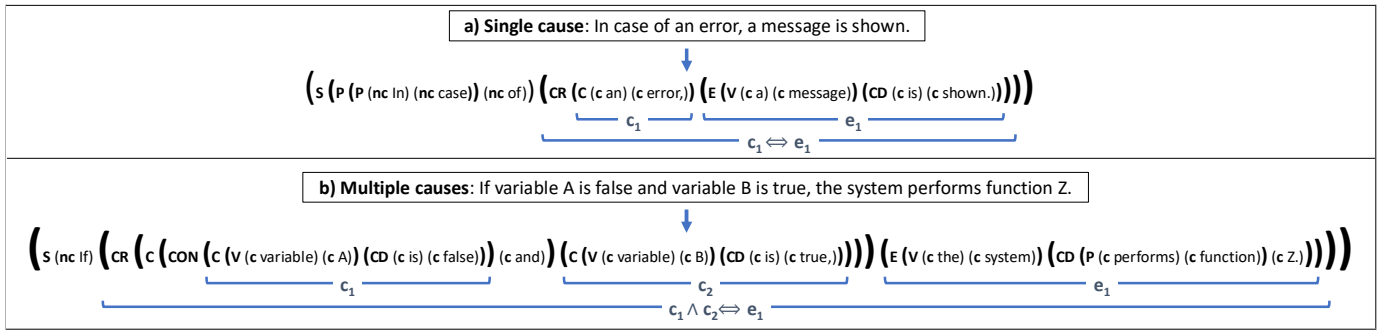 a) Single cause: In case of an error, a message is shown.
(S (P (P (nc In) (nc case)) (nc of)) (CR (C (c an) (c error,)) (E (V (c a) (c message)) (CD (c is) (c shown.)))))
c₁ e₁
c₁ ⇔ e₁
b) Multiple causes: If variable A is false and variable B is true, the system performs function Z.
(S (nc If) (CR (C (CON (C (V (c variable) (c A)) (CD (c is) (c false))) (c and)) (C (V (c variable) (c B)) (CD (c is) (c true,))))) (E (V (c the) (c system)) (CD (P (c performs) (c function)) (c Z.)))))
c₁ c₂ e₁
c₁ ∧ c₂ ⇔ e₁